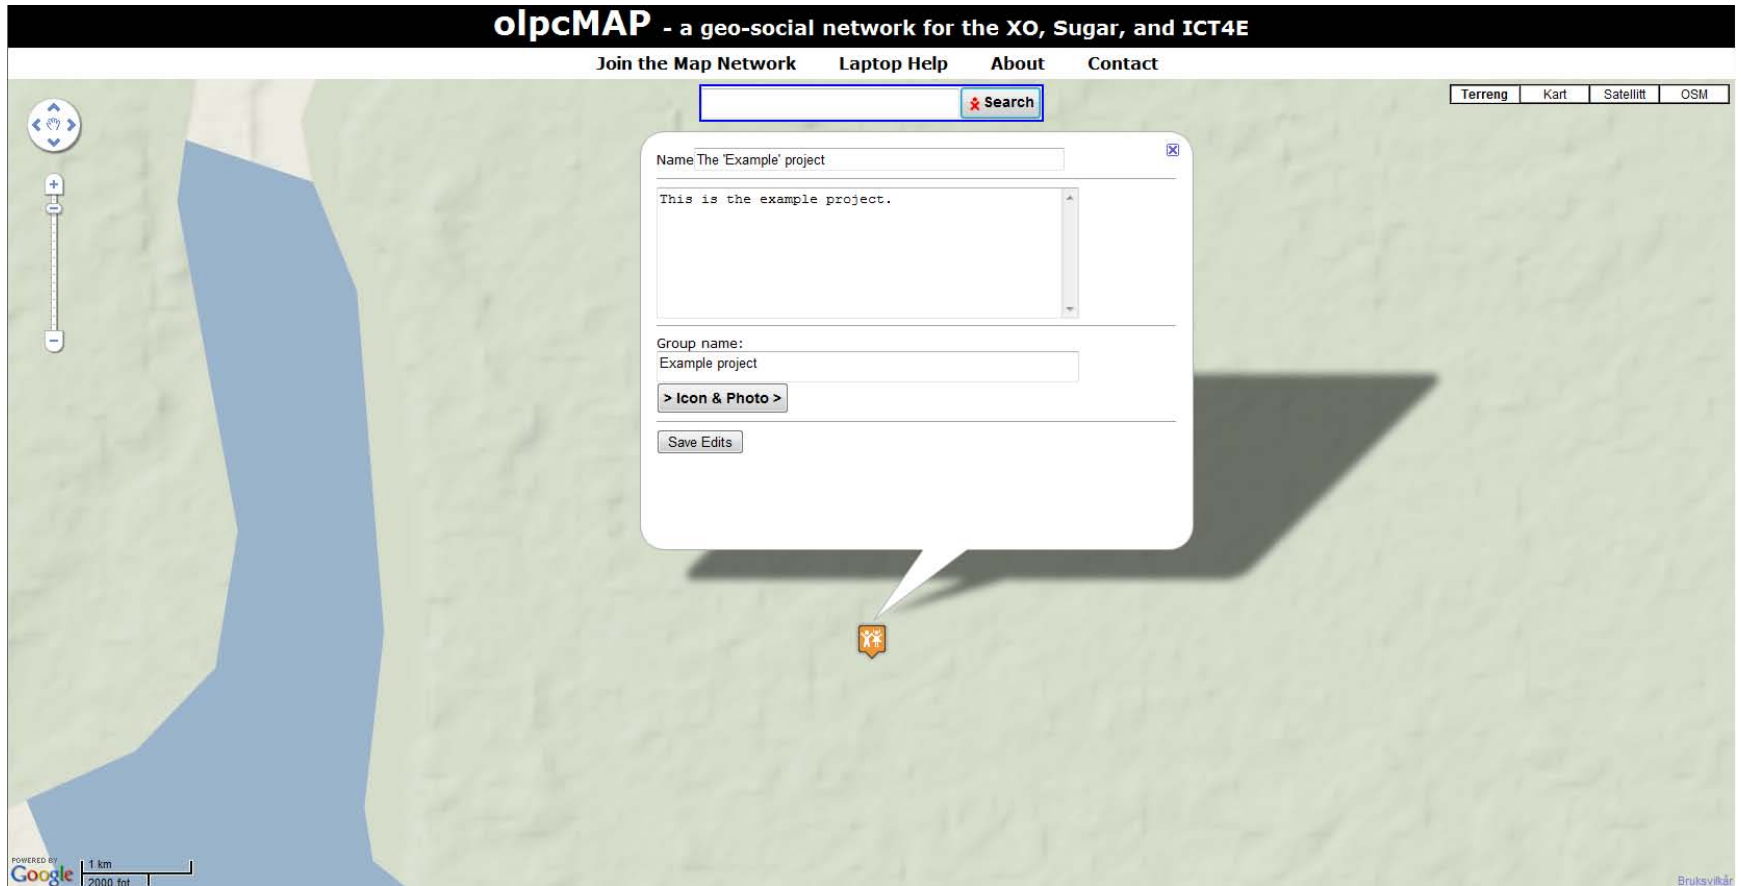 olpcMAP - a geo-social network for the XO, Sugar, and ICT4E
Join the Map Network Laptop Help About Contact
Search
Terreng Kart Satellitt OSM
Name The 'Example' project
This is the example project.
Group name:
Example project
> Icon & Photo >
Save Edits
POWERED BY
Google
1 km
2000 fot
Bruksvilkår